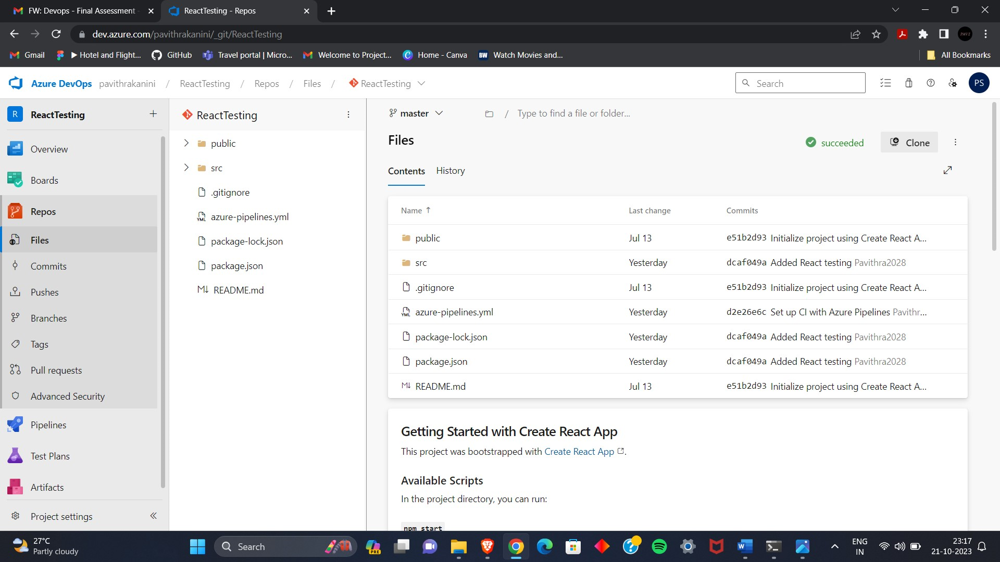 FW: Devops - Final Assessment -
ReactTesting - Repos
dev.azure.com/pavithrakanini/_git/ReactTesting
PAVI
Gmail
▶ Hotel and Flight...
GitHub
Travel portal | Micro...
Welcome to Project...
Home - Canva
BW
Watch Movies and...
All Bookmarks
Azure DevOps pavithrakanini / ReactTesting / Repos / Files / ReactTesting
Search
PS
R
ReactTesting
Overview
Boards
Repos
Files
Commits
Pushes
Branches
Tags
Pull requests
Advanced Security
Pipelines
Test Plans
Artifacts
Project settings
ReactTesting
public
src
.gitignore
YML azure-pipelines.yml
package-lock.json
package.json
M↓ README.md
master
/ Type to find a file or folder...
Files
succeeded
Clone
Contents History
Name ↑ Last change Commits
public Jul 13 e51b2d93 Initialize project using Create React A...
src Yesterday dcaf049a Added React testing Pavithra2028
.gitignore Jul 13 e51b2d93 Initialize project using Create React A...
YML azure-pipelines.yml Yesterday d2e26e6c Set up CI with Azure Pipelines Pavithr...
package-lock.json Yesterday dcaf049a Added React testing Pavithra2028
package.json Yesterday dcaf049a Added React testing Pavithra2028
M↓ README.md Jul 13 e51b2d93 Initialize project using Create React A...
Getting Started with Create React App
This project was bootstrapped with Create React App.
Available Scripts
In the project directory, you can run:
npm start
27°C
Partly cloudy
Search
PRE
ENG
IN
23:17
21-10-2023